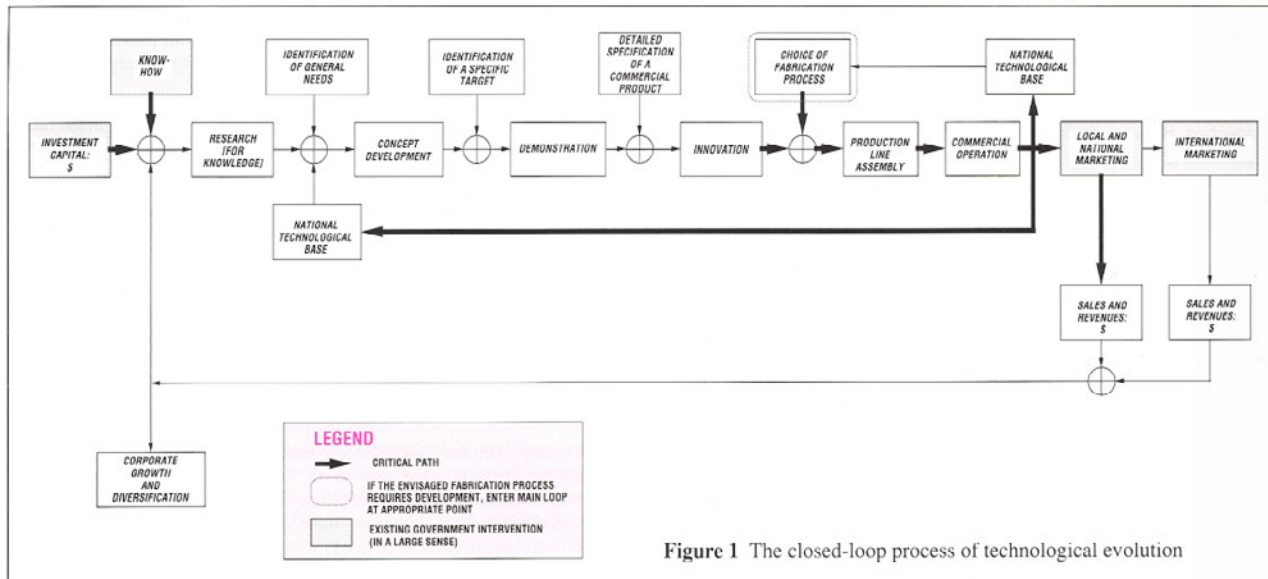 KNOW-
HOW
IDENTIFICATION
OF GENERAL
NEEDS
IDENTIFICATION
OF A SPECIFIC
TARGET
DETAILED
SPECIFICATION
OF A
COMMERCIAL
PRODUCT
CHOICE OF
FABRICATION
PROCESS
NATIONAL
TECHNOLOGICAL
BASE
INVESTMENT
CAPITAL:
$
RESEARCH
(FOR
KNOWLEDGE)
CONCEPT
DEVELOPMENT
DEMONSTRATION
INNOVATION
PRODUCTION
LINE
ASSEMBLY
COMMERCIAL
OPERATION
LOCAL AND
NATIONAL
MARKETING
INTERNATIONAL
MARKETING
NATIONAL
TECHNOLOGICAL
BASE
SALES AND
REVENUES:
$
SALES AND
REVENUES:
$
CORPORATE
GROWTH
AND
DIVERSIFICATION
LEGEND
CRITICAL PATH
IF THE ENVISAGED FABRICATION PROCESS
REQUIRES DEVELOPMENT, ENTER MAIN LOOP
AT APPROPRIATE POINT
EXISTING GOVERNMENT INTERVENTION
(IN A LARGE SENSE)
Figure 1 The closed-loop process of technological evolution